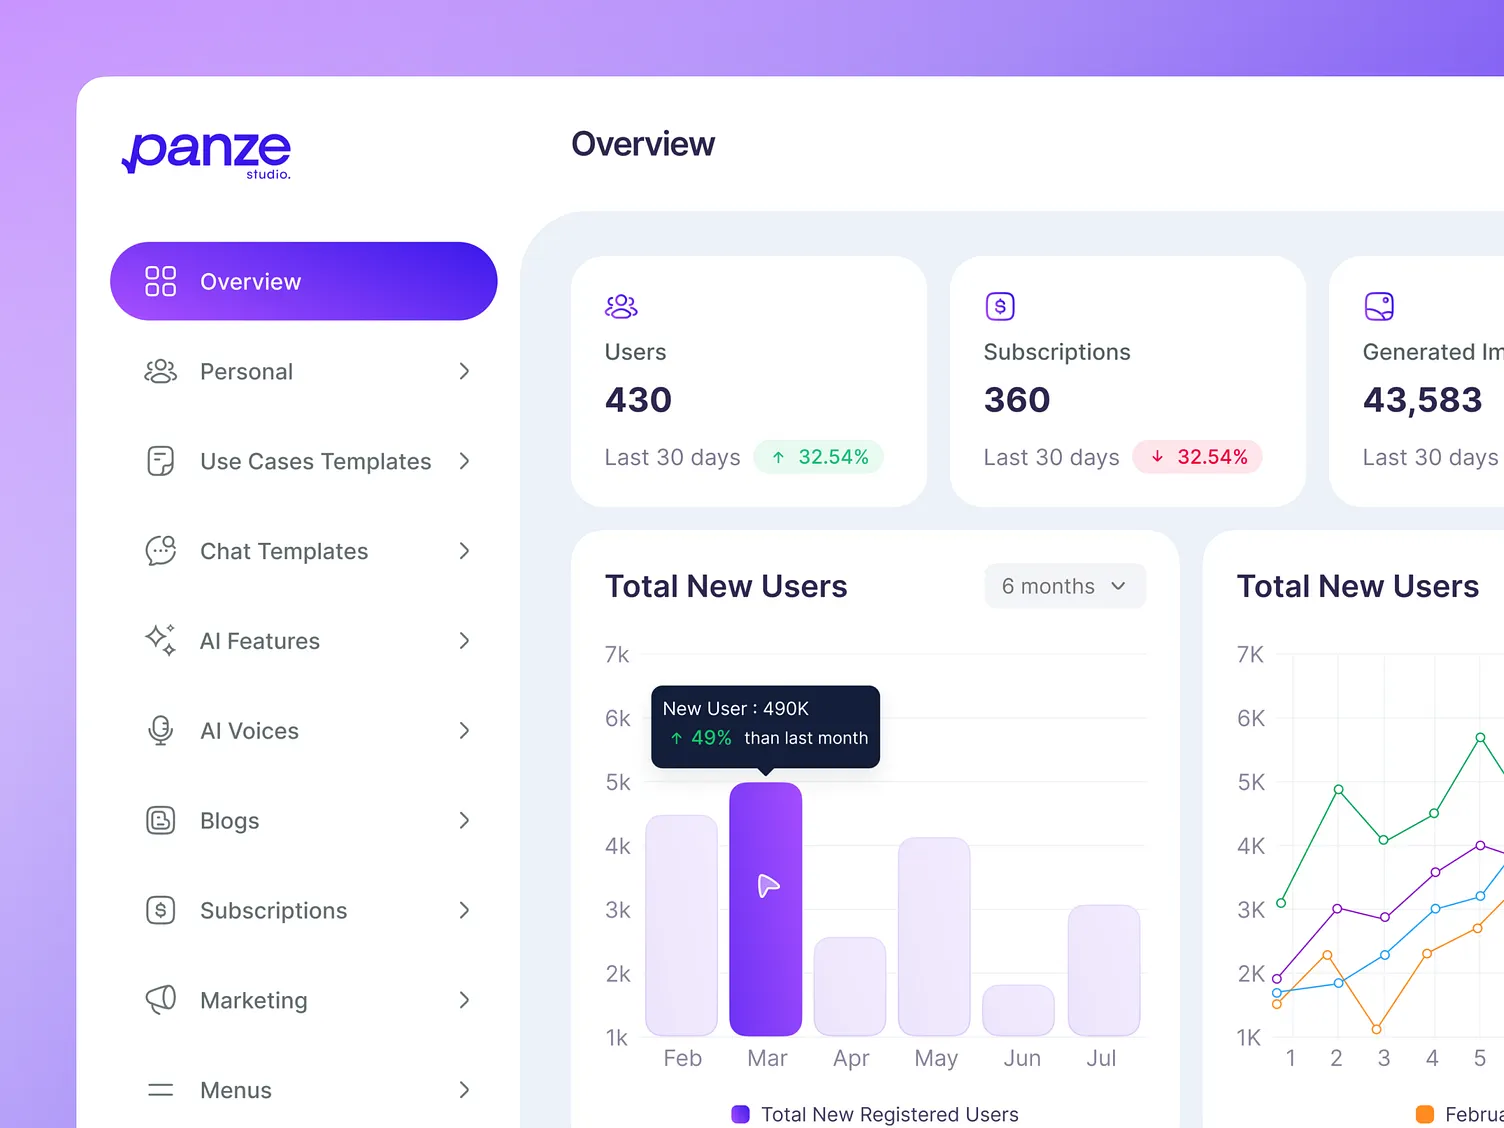 panze
studio.
Overview
Overview
Personal
Use Cases Templates
Chat Templates
AI Features
AI Voices
Blogs
Subscriptions
Marketing
Menus
Users
430
Last 30 days ↑ 32.54%
Subscriptions
360
Last 30 days ↓ 32.54%
Generated Im
43,583
Last 30 days
Total New Users
6 months
7k
6k
5k
4k
3k
2k
1k
New User : 490K
↑ 49% than last month
Feb Mar Apr May Jun Jul
Total New Registered Users
Total New Users
7K
6K
5K
4K
3K
2K
1K
1 2 3 4 5
Februa